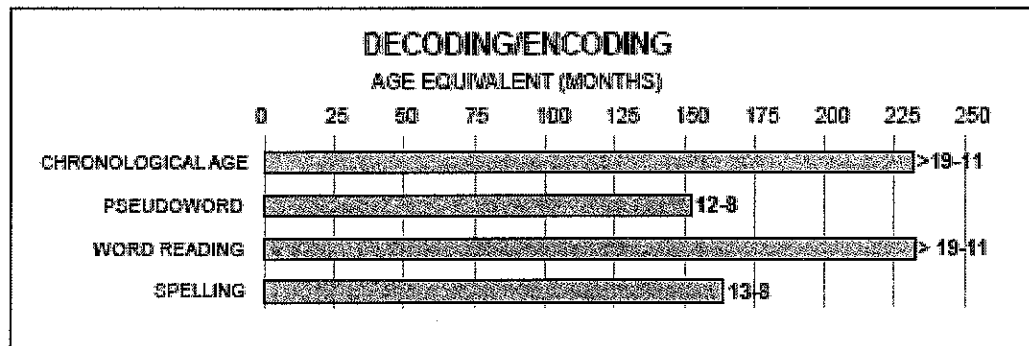 DECODING/ENCODING
AGE EQUIVALENT (MONTHS)
0 25 50 75 100 125 150 175 200 225 250
CHRONOLOGICAL AGE >19-11
PSEUDOWORD 12-8
WORD READING > 19-11
SPELLING 13-8